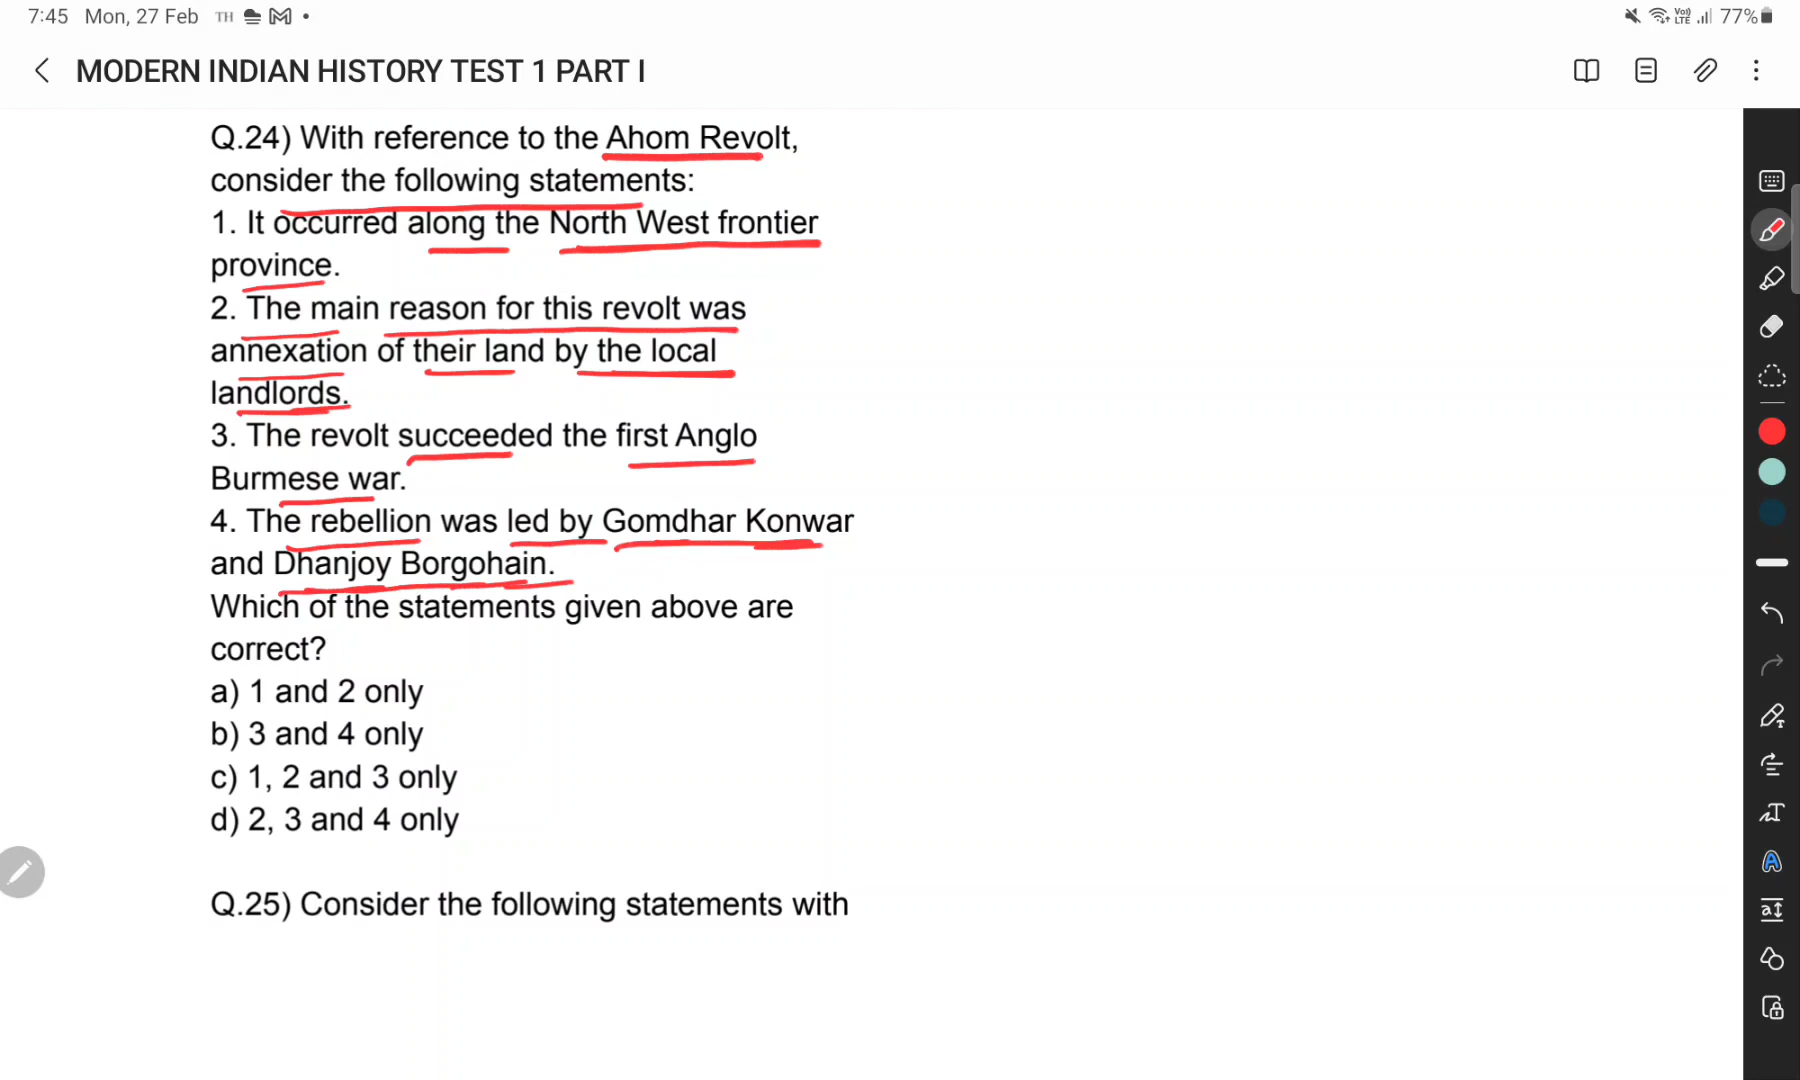 7:45 Mon, 27 Feb TH M •
Vo)) LTE 77%
MODERN INDIAN HISTORY TEST 1 PART I
Q.24) With reference to the Ahom Revolt,
consider the following statements:
1. It occurred along the North West frontier
province.
2. The main reason for this revolt was
annexation of their land by the local
landlords.
3. The revolt succeeded the first Anglo
Burmese war.
4. The rebellion was led by Gomdhar Konwar
and Dhanjoy Borgohain.
Which of the statements given above are
correct?
a) 1 and 2 only
b) 3 and 4 only
c) 1, 2 and 3 only
d) 2, 3 and 4 only
Q.25) Consider the following statements with